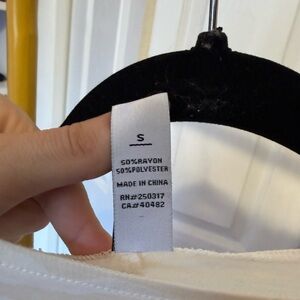 S
50%RAYON
50%POLYESTER
MADE IN CHINA
RN#250317
CA#40482